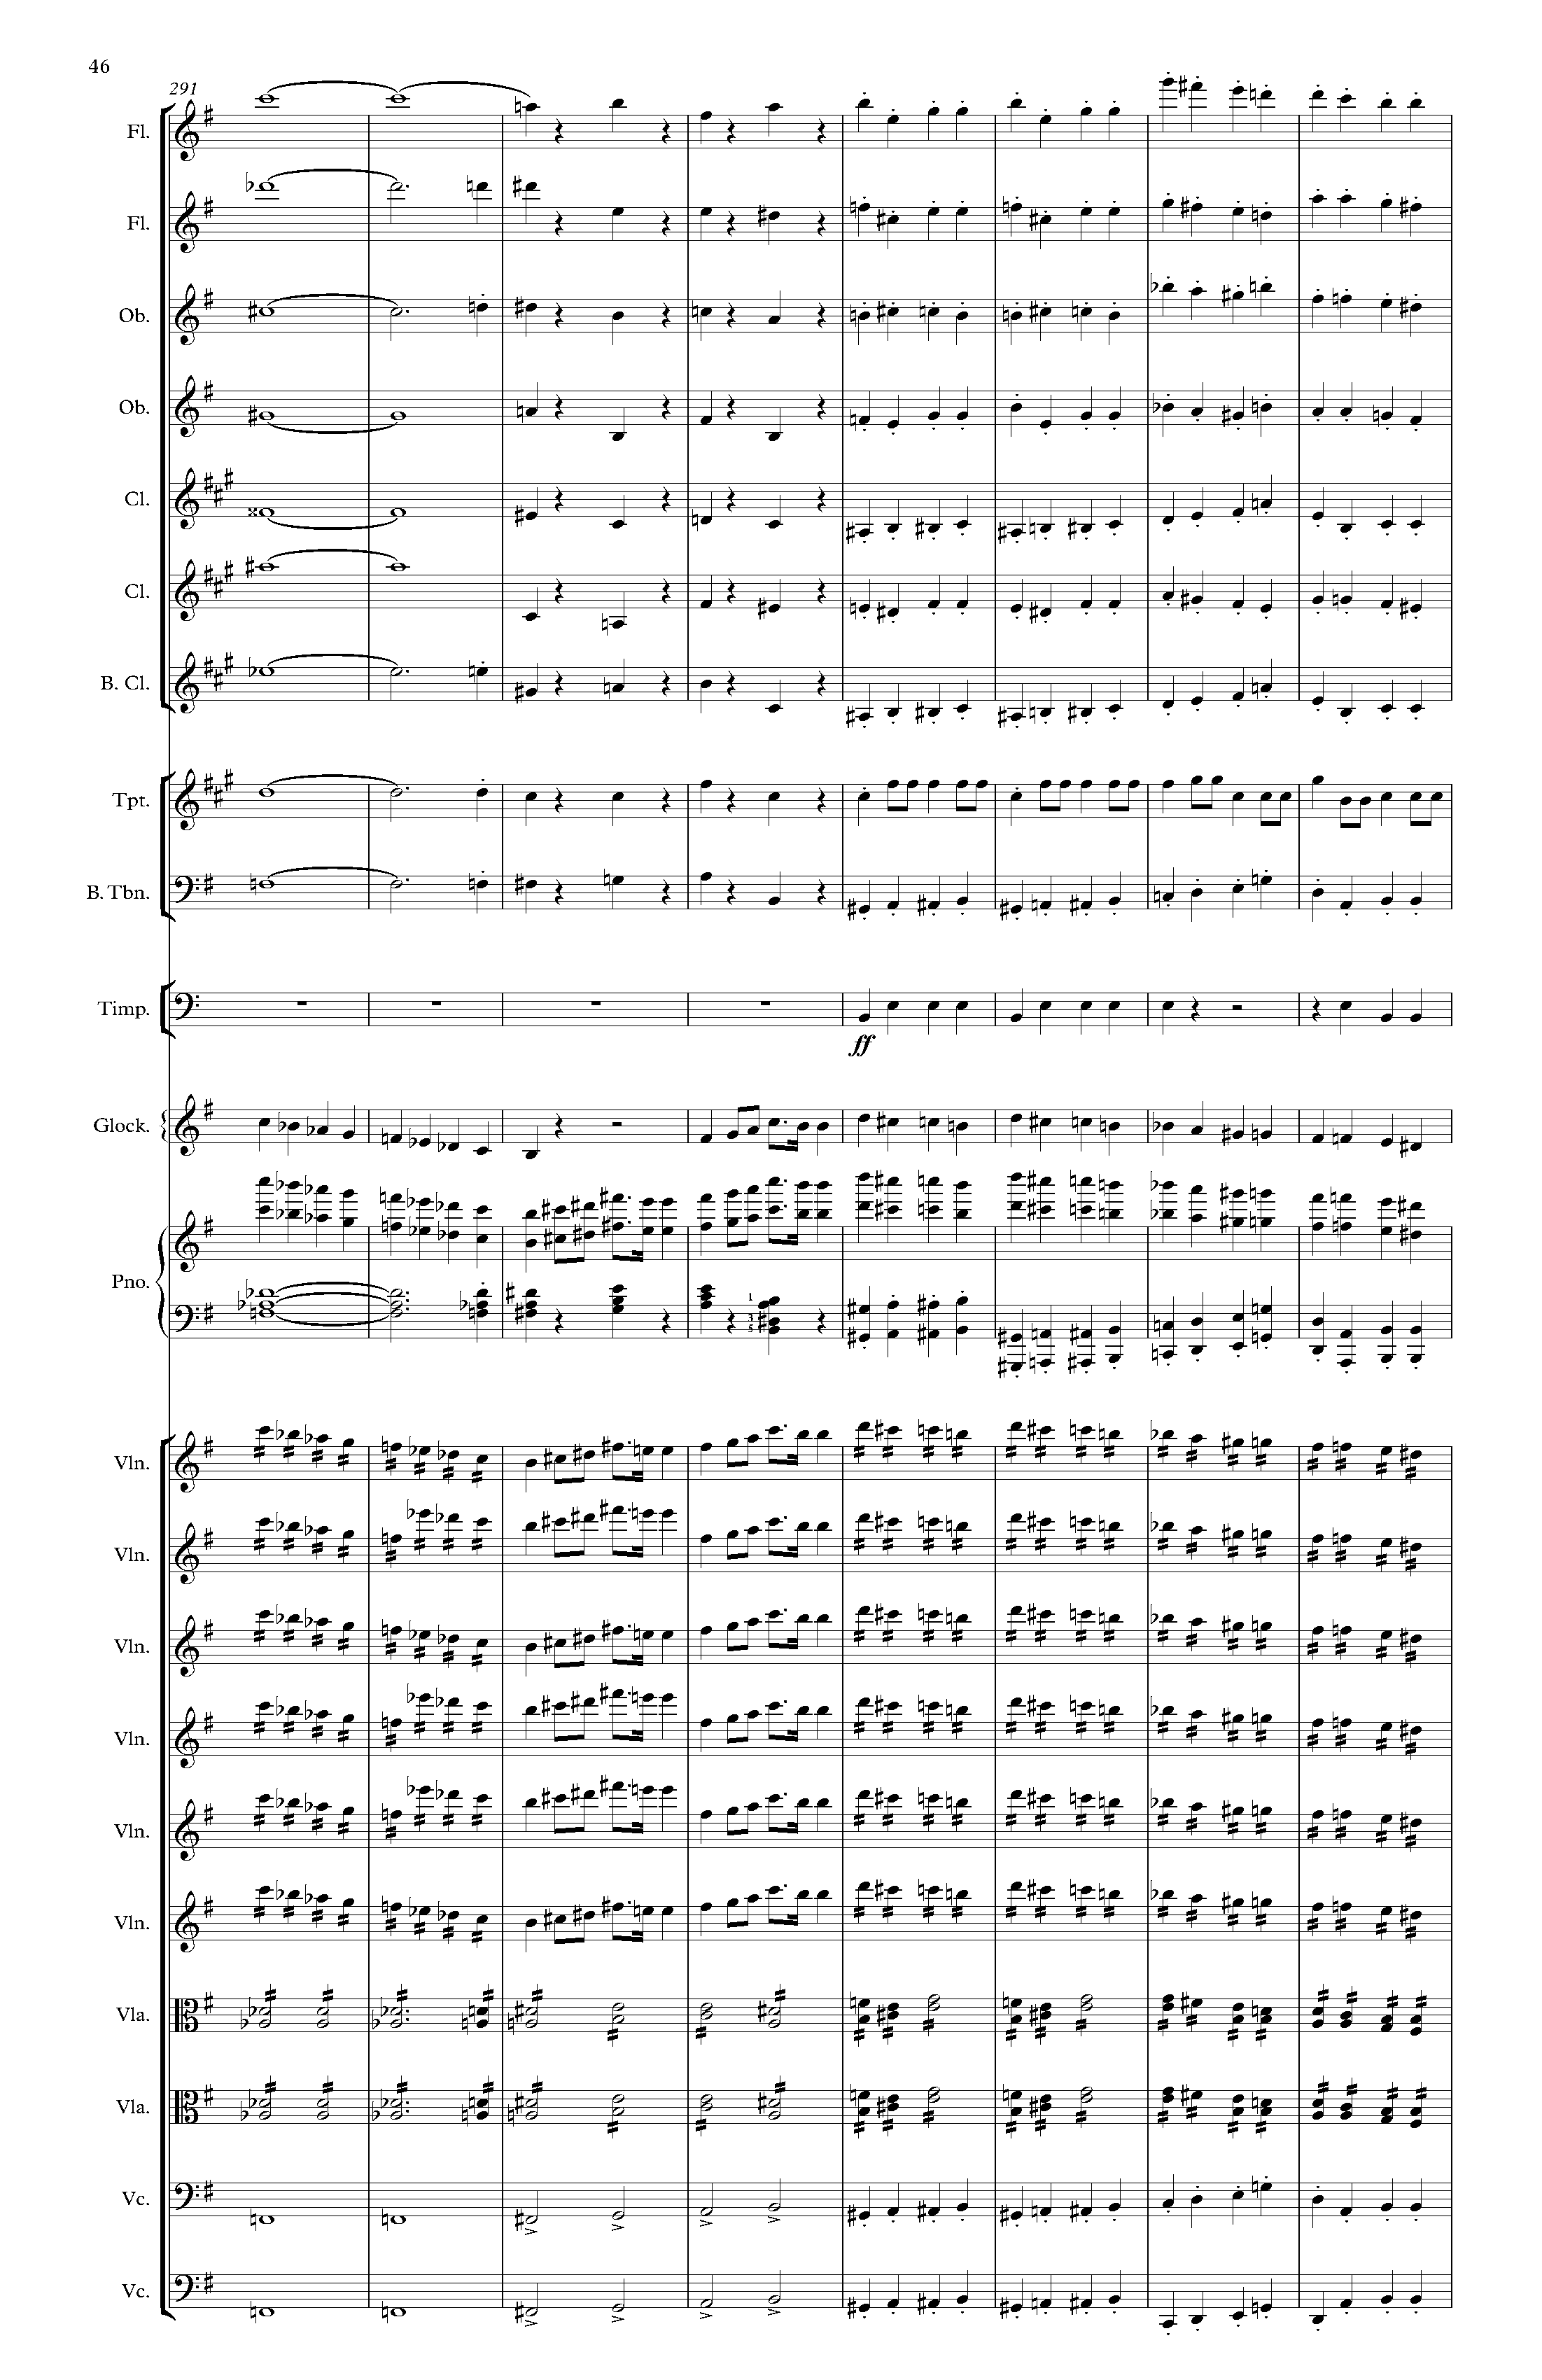 46
291
Fl.
Fl.
Ob.
Ob.
Cl.
Cl.
B. Cl.
Tpt.
B. Tbn.
Timp.
ff
Glock.
Pno.
1
3
5
Vln.
Vln.
Vln.
Vln.
Vln.
Vln.
Vla.
Vla.
Vc.
Vc.